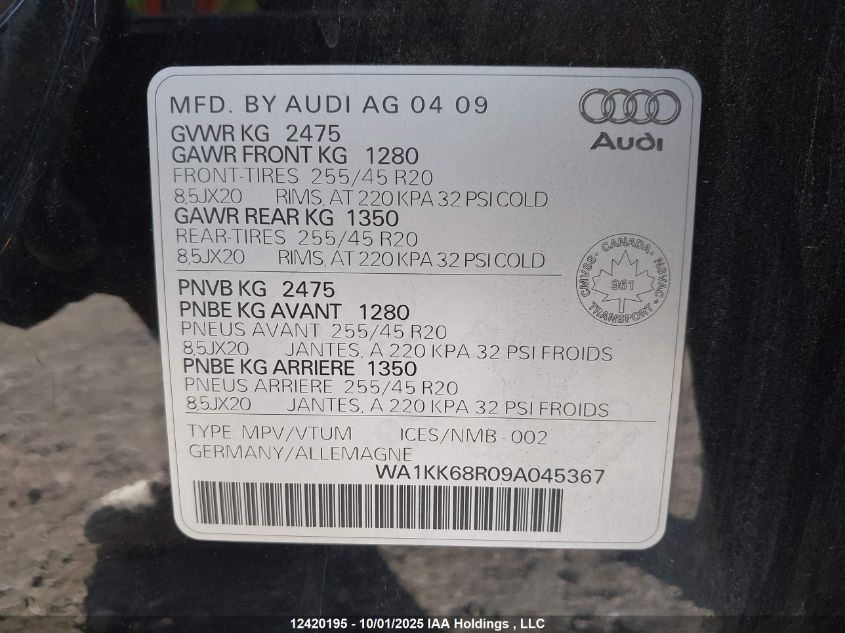 MFD. BY AUDI AG 04 09
Audi
GVWR KG 2475
GAWR FRONT KG 1280
FRONT-TIRES 255/45 R20
8,5JX20 RIMS, AT 220 KPA 32 PSI COLD
GAWR REAR KG 1350
REAR-TIRES 255/45 R20
8,5JX20 RIMS, AT 220 KPA 32 PSI COLD
CMVSS - CANADA - NSVAC - TRANSPORT -
961
PNVB KG 2475
PNBE KG AVANT 1280
PNEUS AVANT 255/45 R20
8,5JX20 JANTES, A 220 KPA 32 PSI FROIDS
PNBE KG ARRIERE 1350
PNEUS ARRIERE 255/45 R20
8,5JX20 JANTES, A 220 KPA 32 PSI FROIDS
TYPE: MPV/VTUM ICES/NMB - 002
GERMANY/ALLEMAGNE
WA1KK68R09A045367
12420195 - 10/01/2025 IAA Holdings , LLC